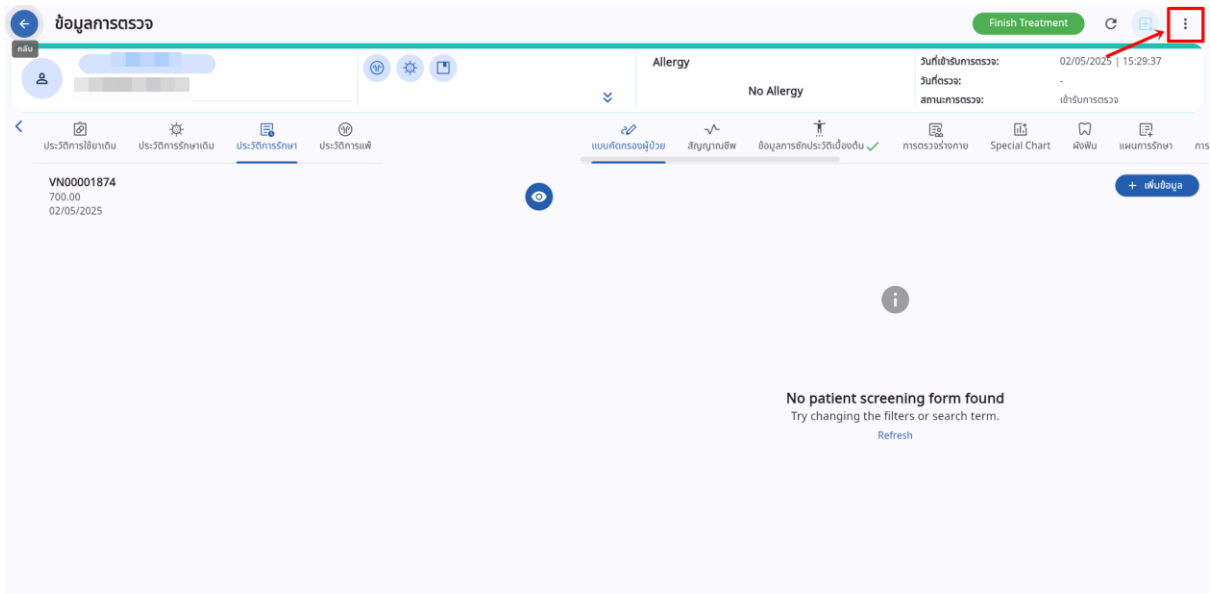 ข้อมูลการตรวจ
Finish Treatment
กลับ
Allergy
No Allergy
วันที่เข้ารับการตรวจ: 02/05/2025 | 15:29:37
วันที่ตรวจ: -
สถานะการตรวจ: เข้ารับการตรวจ
ประวัติการใช้ยาเดิม ประวัติการรักษาเดิม ประวัติการรักษา ประวัติการแพ้
แบบคัดกรองผู้ป่วย สัญญาณชีพ ข้อมูลการซักประวัติเบื้องต้น การตรวจร่างกาย Special Chart ผังฟัน แผนการรักษา การ
VN00001874
700.00
02/05/2025
+ เพิ่มข้อมูล
No patient screening form found
Try changing the filters or search term.
Refresh